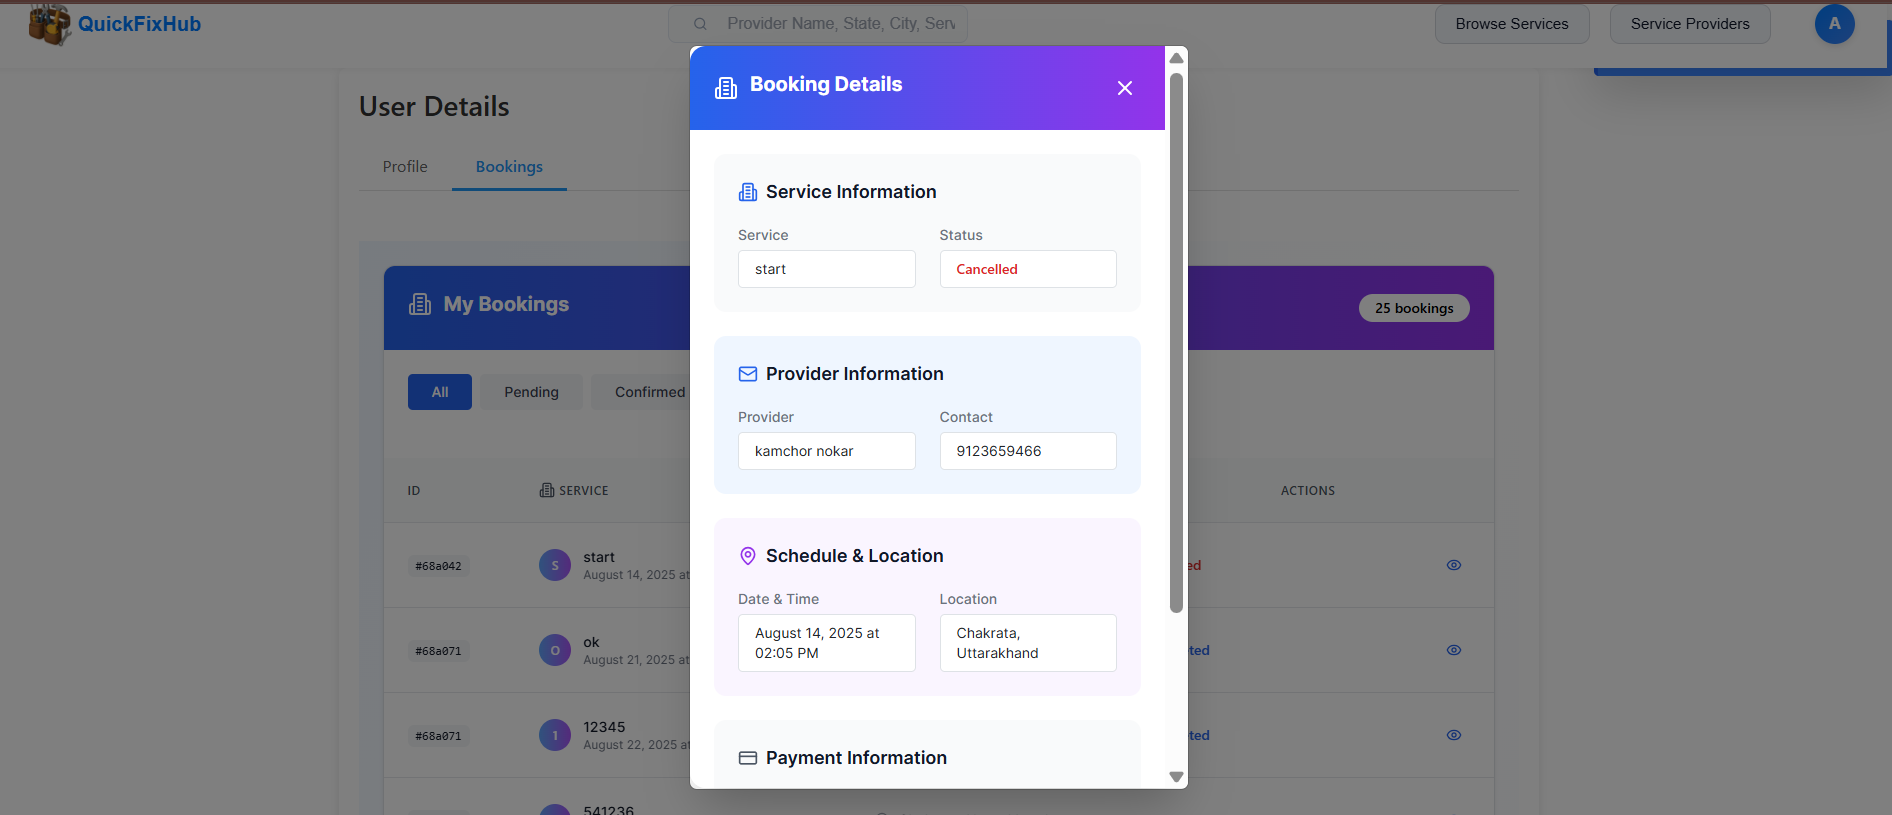 QuickFixHub
Provider Name, State, City, Serv
Browse Services
Service Providers
A
User Details
Profile
Bookings
My Bookings
25 bookings
All
Pending
Confirmed
ID
SERVICE
ACTIONS
#68a042
S
start
August 14, 2025 at
ed
#68a071
O
ok
August 21, 2025 at
ted
#68a071
1
12345
August 22, 2025 at
ted
541236
Booking Details
Service Information
Service
Status
start
Cancelled
Provider Information
Provider
Contact
kamchor nokar
9123659466
Schedule & Location
Date & Time
Location
August 14, 2025 at
02:05 PM
Chakrata,
Uttarakhand
Payment Information